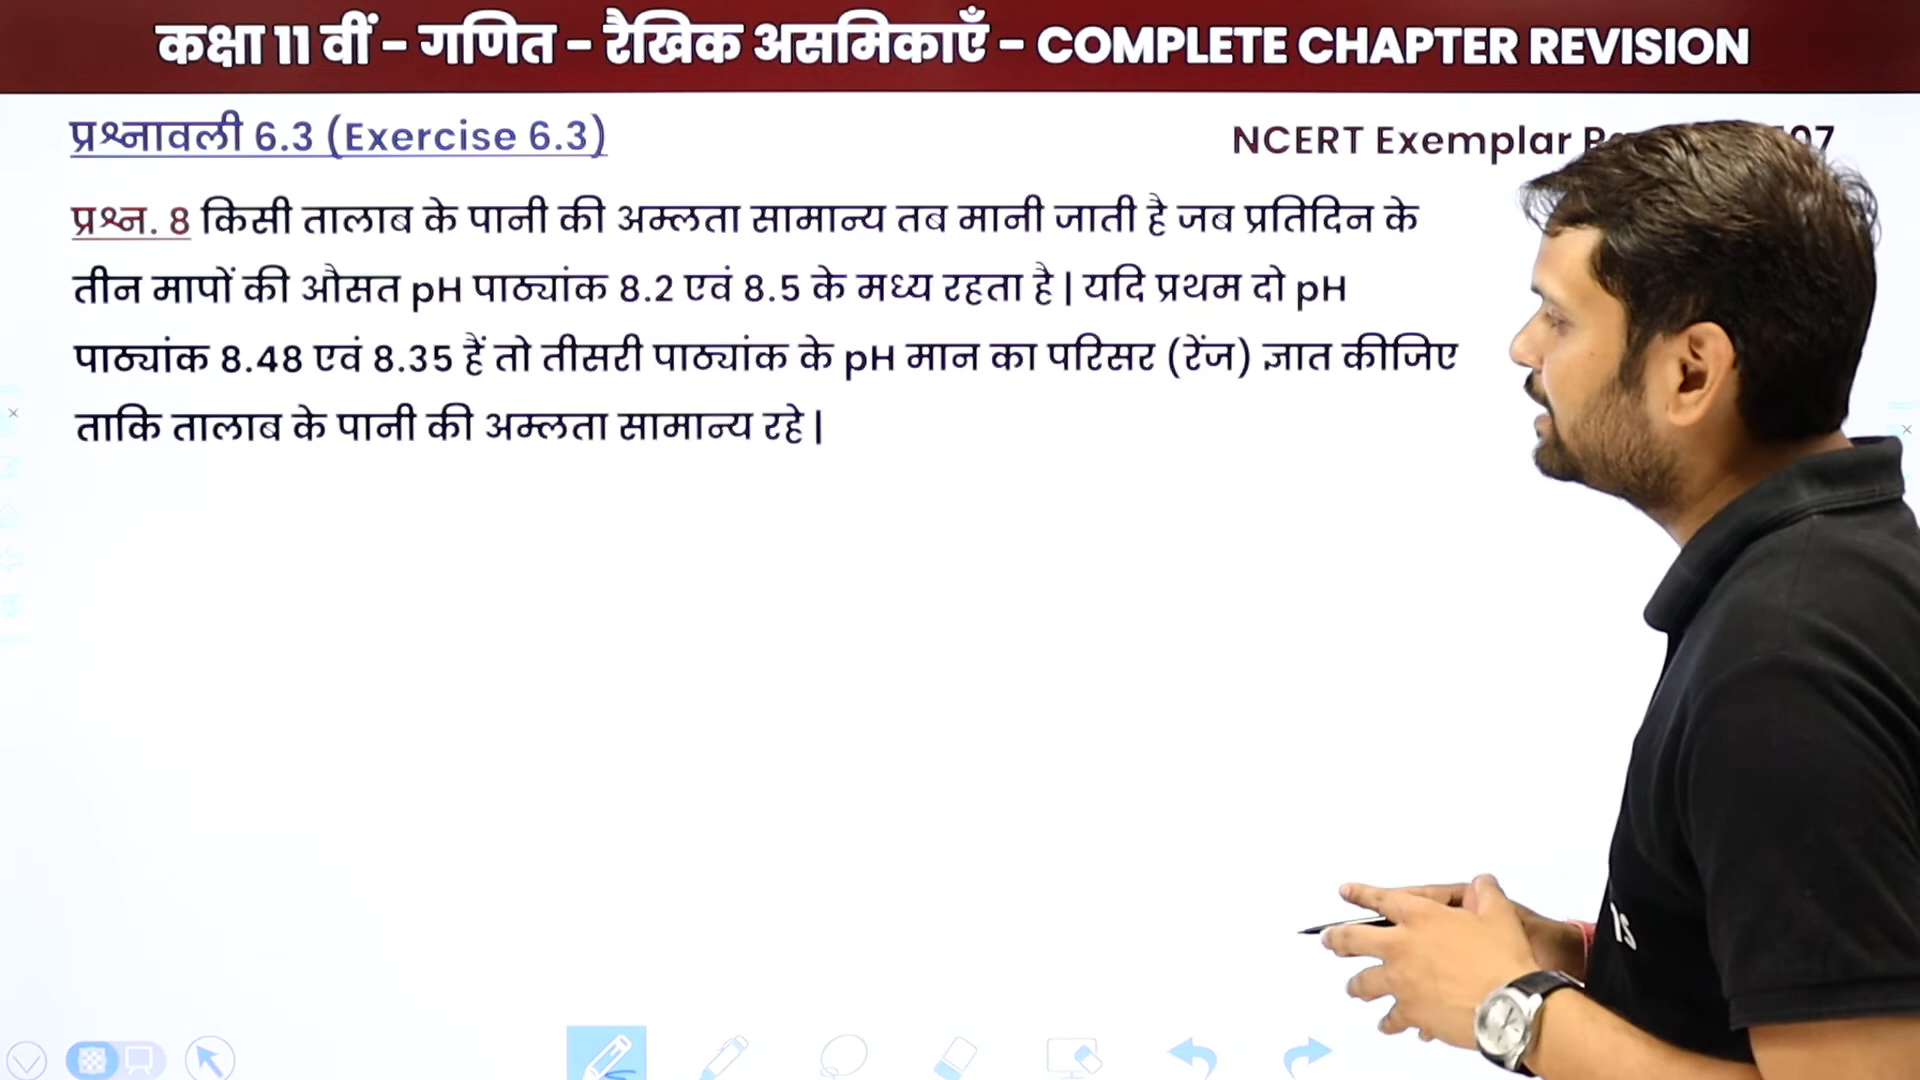 कक्षा 11 वीं – गणित – रैखिक असमिकाएँ – COMPLETE CHAPTER REVISION
प्रश्नावली 6.3 (Exercise 6.3)
NCERT Exemplar
प्रश्न. 8 किसी तालाब के पानी की अम्लता सामान्य तब मानी जाती है जब प्रतिदिन के
तीन मापों की औसत pH पाठ्यांक 8.2 एवं 8.5 के मध्य रहता है | यदि प्रथम दो pH
पाठ्यांक 8.48 एवं 8.35 हैं तो तीसरी पाठ्यांक के pH मान का परिसर (रेंज) ज्ञात कीजिए
ताकि तालाब के पानी की अम्लता सामान्य रहे |